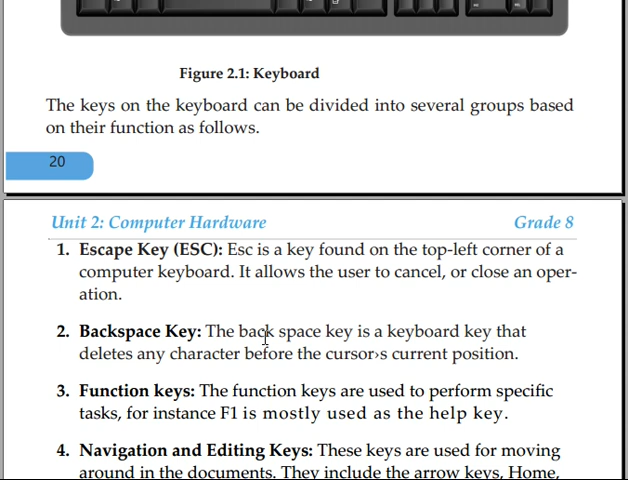 Figure 2.1: Keyboard
The keys on the keyboard can be divided into several groups based
on their function as follows.
20
Unit 2: Computer Hardware Grade 8
1. Escape Key (ESC): Esc is a key found on the top-left corner of a
computer keyboard. It allows the user to cancel, or close an oper-
ation.
2. Backspace Key: The back space key is a keyboard key that
deletes any character before the cursor›s current position.
3. Function keys: The function keys are used to perform specific
tasks, for instance F1 is mostly used as the help key.
4. Navigation and Editing Keys: These keys are used for moving
around in the documents. They include the arrow keys, Home,